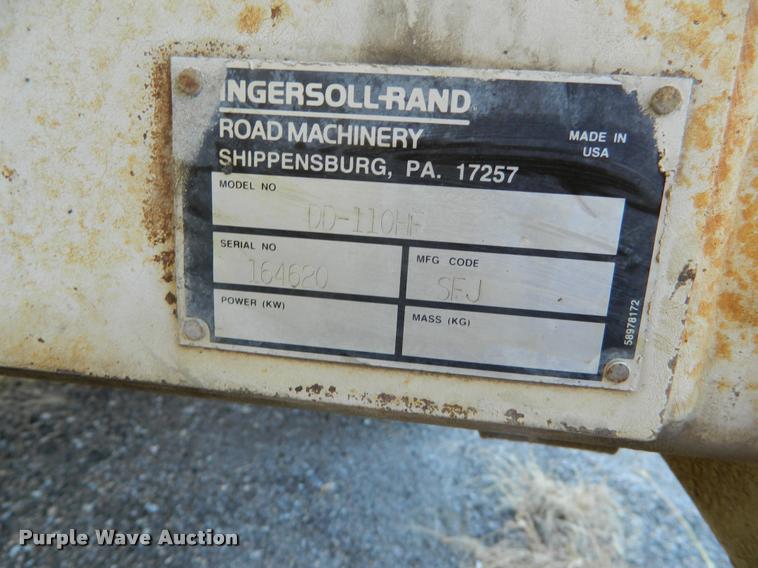 INGERSOLL-RAND
ROAD MACHINERY
SHIPPENSBURG, PA. 17257
MADE IN
USA
MODEL NO
DD-110HF
SERIAL NO
164620
MFG CODE
SFJ
POWER (KW)
MASS (KG)
58978172
Purple Wave Auction